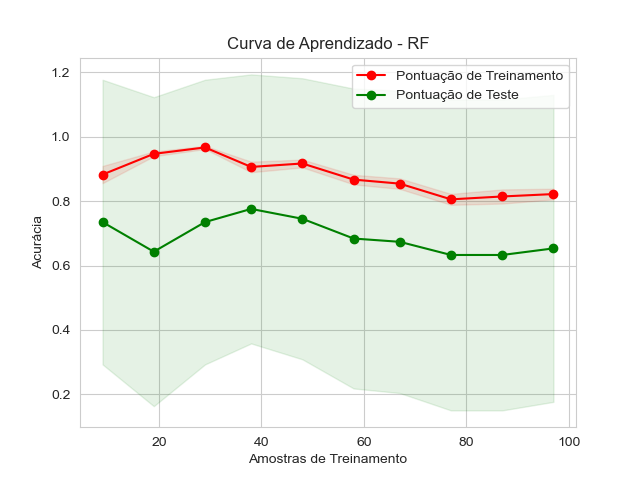 Curva de Aprendizado - RF
Pontuação de Treinamento
Pontuação de Teste
Acurácia
1.2
1.0
0.8
0.6
0.4
0.2
20
40
60
80
100
Amostras de Treinamento